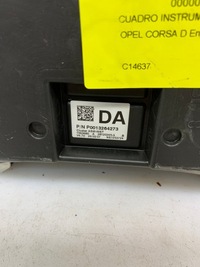 00000
CUADRO INSTRUM
OPEL CORSA D
C14637
DA
P/N P0013264273